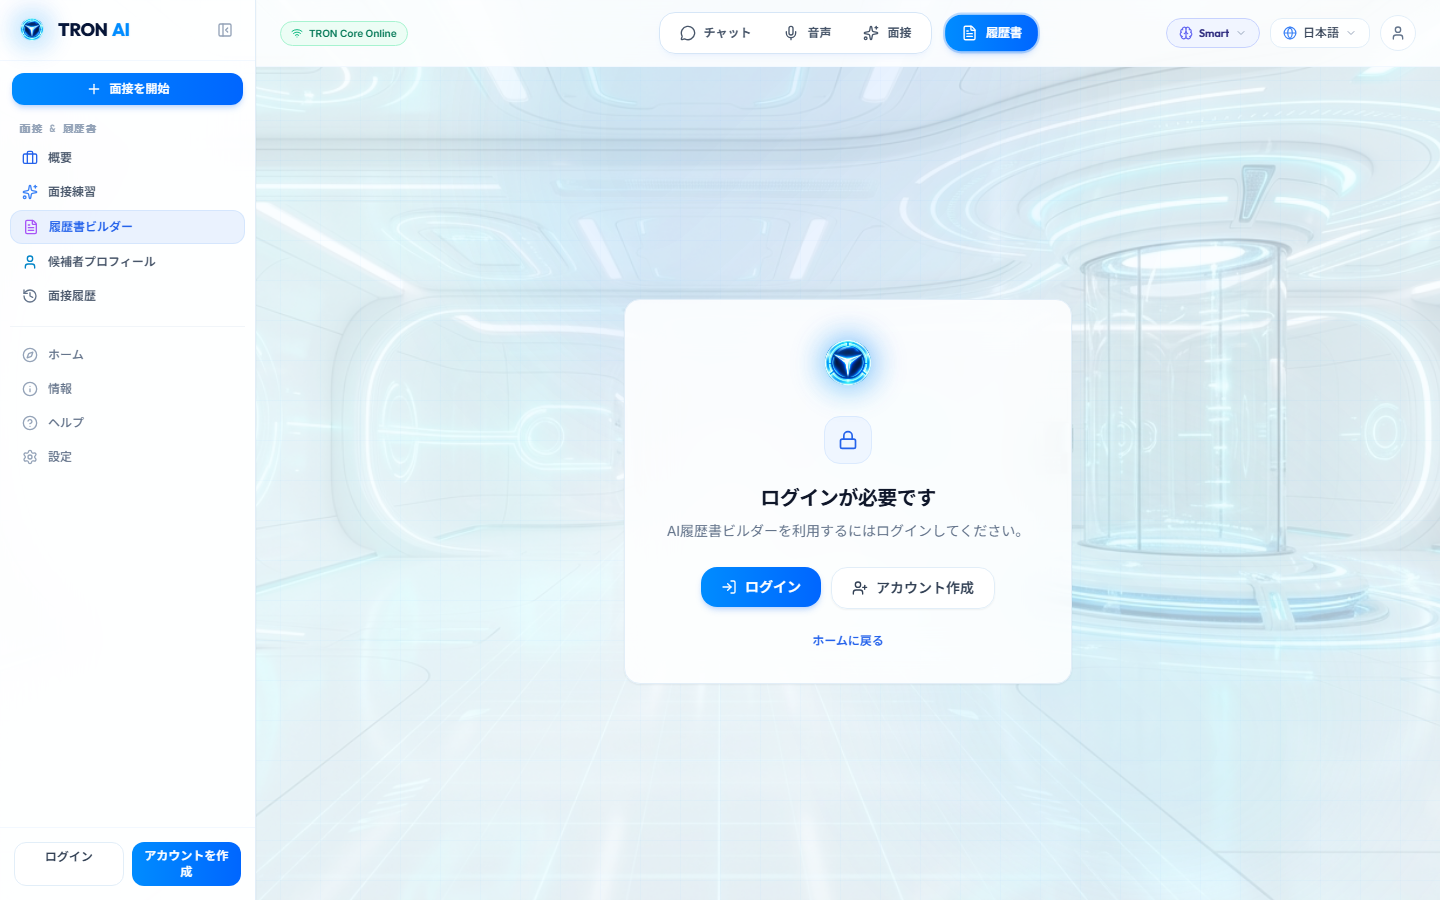 TRON AI
TRON Core Online
チャット
音声
面接
履歴書
Smart
日本語
面接を開始
面接 & 履歴書
概要
面接練習
履歴書ビルダー
候補者プロフィール
面接履歴
ホーム
情報
ヘルプ
設定
ログインが必要です
AI履歴書ビルダーを利用するにはログインしてください。
ログイン
アカウント作成
ホームに戻る
ログイン
アカウントを作
成